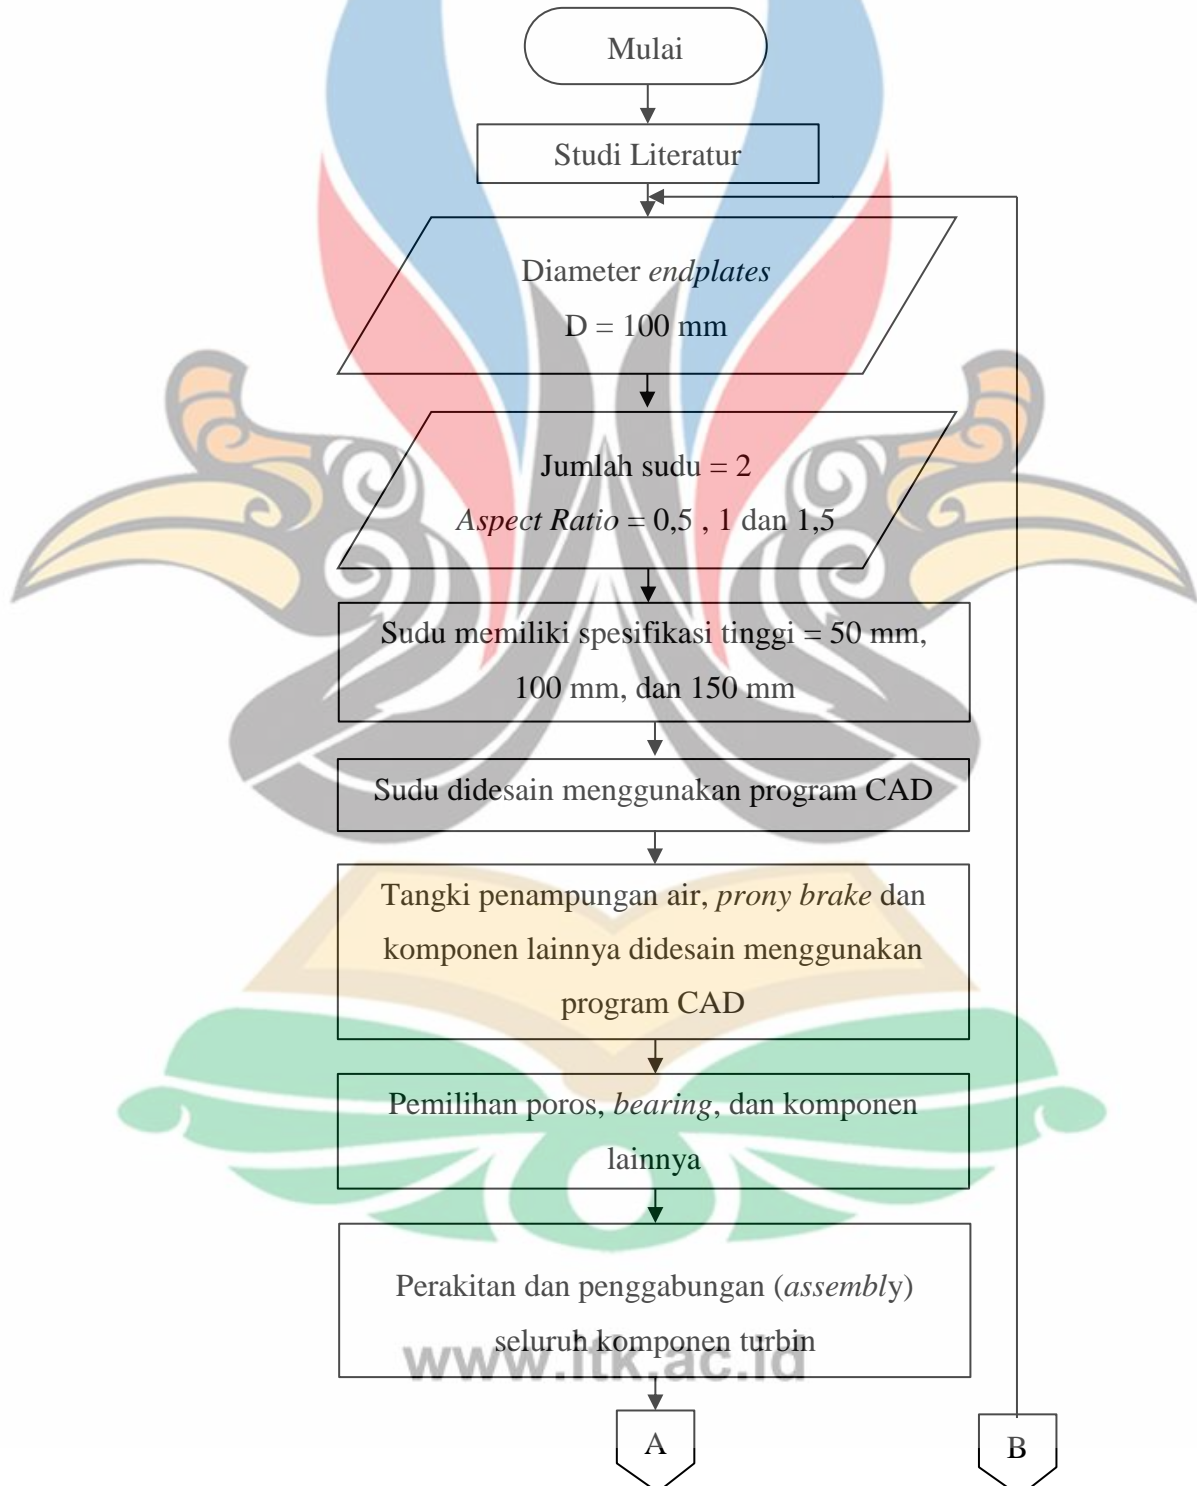 Mulai
Studi Literatur
Diameter endplates
D = 100 mm
Jumlah sudu = 2
Aspect Ratio = 0,5 , 1 dan 1,5
Sudu memiliki spesifikasi tinggi = 50 mm,
100 mm, dan 150 mm
Sudu didesain menggunakan program CAD
Tangki penampungan air, prony brake dan
komponen lainnya didesain menggunakan
program CAD
Pemilihan poros, bearing, dan komponen
lainnya
Perakitan dan penggabungan (assembly)
seluruh komponen turbin
www.itk.ac.id
A
B